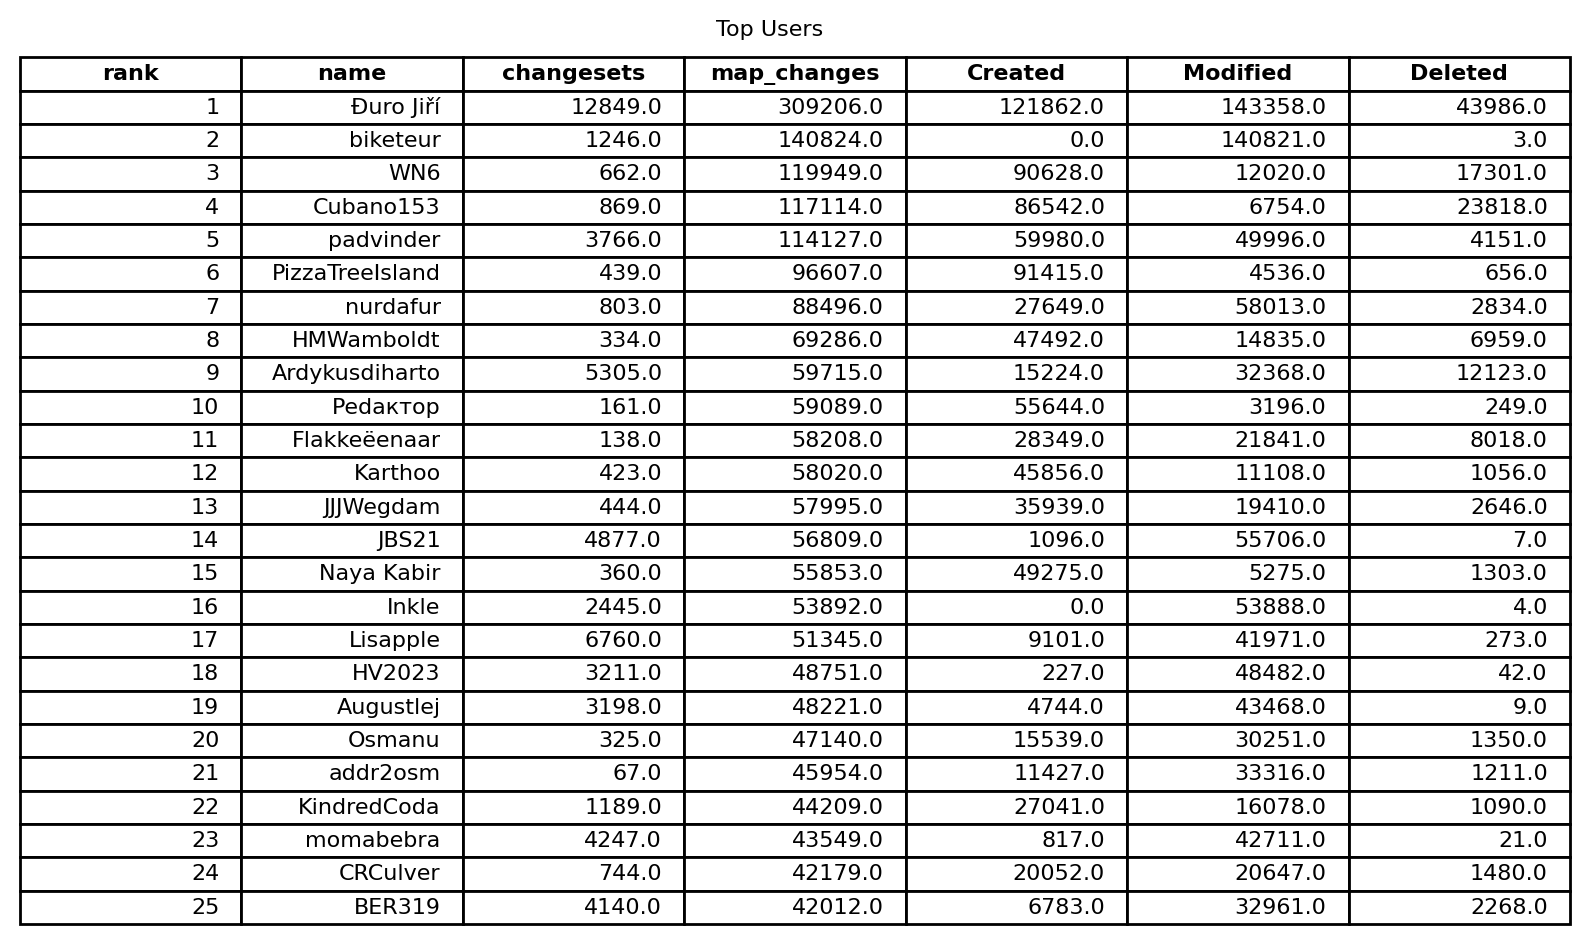 Top Users
rank name changesets map_changes Created Modified Deleted
1 Đuro Jiří 12849.0 309206.0 121862.0 143358.0 43986.0
2 biketeur 1246.0 140824.0 0.0 140821.0 3.0
3 WN6 662.0 119949.0 90628.0 12020.0 17301.0
4 Cubano153 869.0 117114.0 86542.0 6754.0 23818.0
5 padvinder 3766.0 114127.0 59980.0 49996.0 4151.0
6 PizzaTreeIsland 439.0 96607.0 91415.0 4536.0 656.0
7 nurdafur 803.0 88496.0 27649.0 58013.0 2834.0
8 HMWamboldt 334.0 69286.0 47492.0 14835.0 6959.0
9 Ardykusdiharto 5305.0 59715.0 15224.0 32368.0 12123.0
10 Pedaктop 161.0 59089.0 55644.0 3196.0 249.0
11 Flakkeëenaar 138.0 58208.0 28349.0 21841.0 8018.0
12 Karthoo 423.0 58020.0 45856.0 11108.0 1056.0
13 JJJWegdam 444.0 57995.0 35939.0 19410.0 2646.0
14 JBS21 4877.0 56809.0 1096.0 55706.0 7.0
15 Naya Kabir 360.0 55853.0 49275.0 5275.0 1303.0
16 Inkle 2445.0 53892.0 0.0 53888.0 4.0
17 Lisapple 6760.0 51345.0 9101.0 41971.0 273.0
18 HV2023 3211.0 48751.0 227.0 48482.0 42.0
19 Augustlej 3198.0 48221.0 4744.0 43468.0 9.0
20 Osmanu 325.0 47140.0 15539.0 30251.0 1350.0
21 addr2osm 67.0 45954.0 11427.0 33316.0 1211.0
22 KindredCoda 1189.0 44209.0 27041.0 16078.0 1090.0
23 momabebra 4247.0 43549.0 817.0 42711.0 21.0
24 CRCulver 744.0 42179.0 20052.0 20647.0 1480.0
25 BER319 4140.0 42012.0 6783.0 32961.0 2268.0